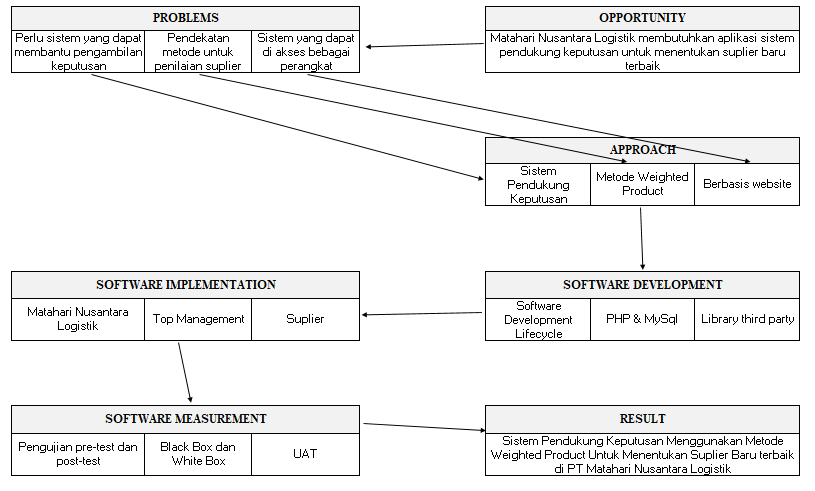 PROBLEMS
Perlu sistem yang dapat
membantu pengambilan
keputusan
Pendekatan
metode untuk
penilaian suplier
Sistem yang dapat
di akses bebagai
perangkat
OPPORTUNITY
Matahari Nusantara Logistik membutuhkan aplikasi sistem
pendukung keputusan untuk menentukan suplier baru
terbaik
APPROACH
Sistem
Pendukung
Keputusan
Metode Weighted
Product
Berbasis website
SOFTWARE IMPLEMENTATION
Matahari Nusantara
Logistik
Top Management
Suplier
SOFTWARE DEVELOPMENT
Software
Development
Lifecycle
PHP & MySql
Library third party
SOFTWARE MEASUREMENT
Pengujian pre-test dan
post-test
Black Box dan
White Box
UAT
RESULT
Sistem Pendukung Keputusan Menggunakan Metode
Weighted Product Untuk Menentukan Suplier Baru terbaik
di PT Matahari Nusantara Logistik